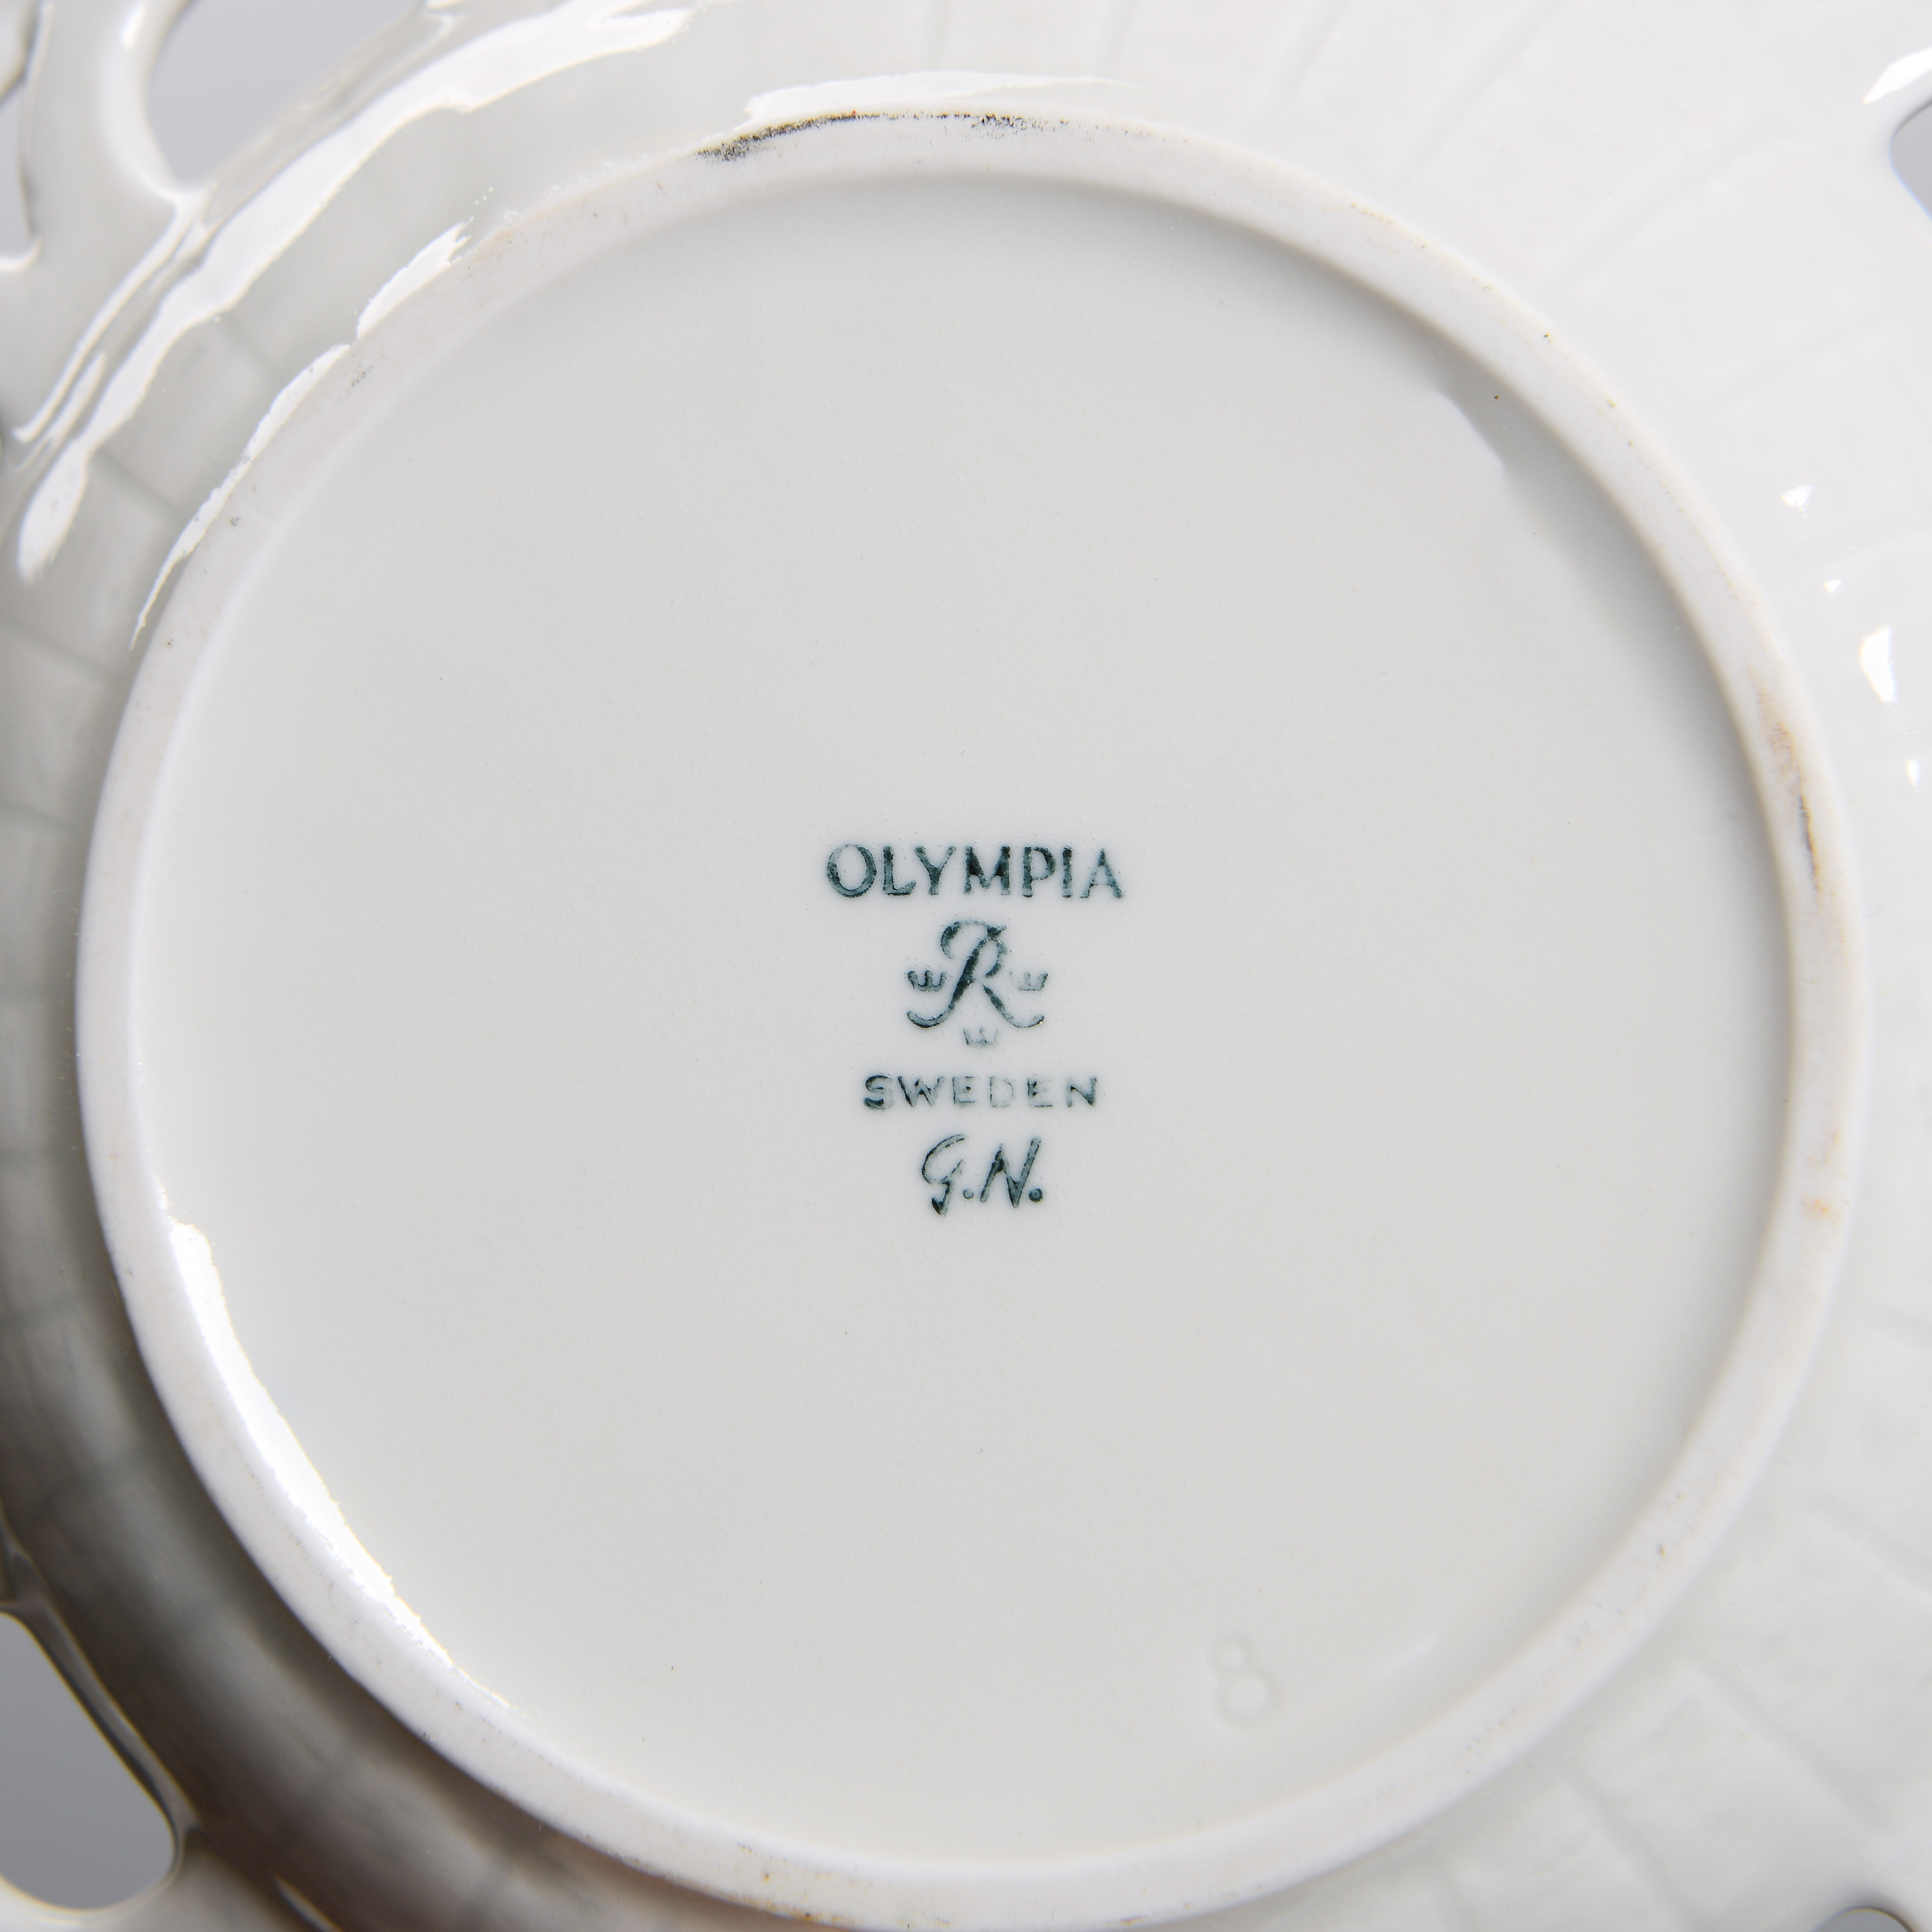 OLYMPIA
R
SWEDEN
G.N.
8